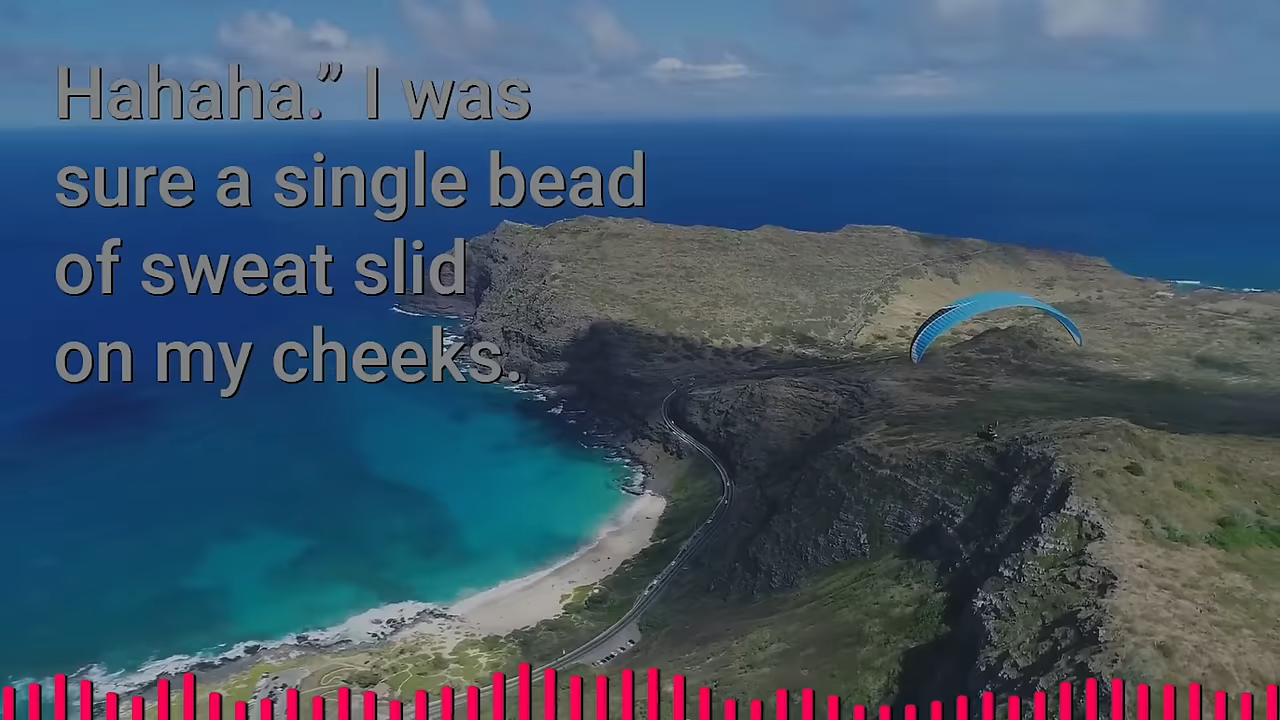 Hahaha.” I was
sure a single bead
of sweat slid
on my cheeks.